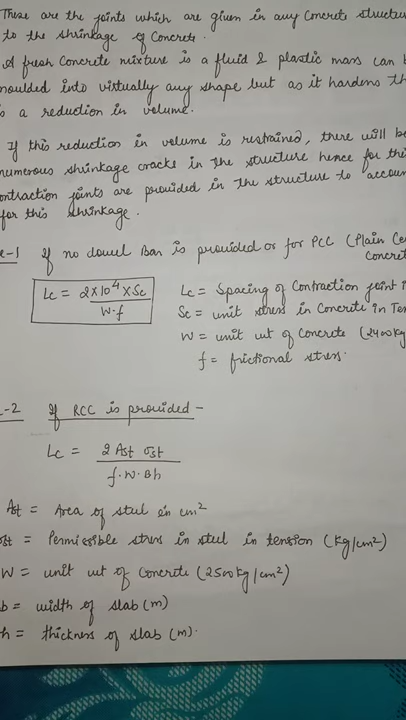 These are the joints which are given in any Concrete structure
to the shrinkage of Concrete.
A fresh Concrete mixture is a fluid & plastic mass can b
moulded into virtually any shape but as it hardens th
s a reduction in volume.
If this reduction in volume is restrained, there will be
numerous shrinkage cracks in the structure hence for this
ontraction joints are provided in the structure to accoun
for this shrinkage.
e-1 If no dowel Bar is provided or for PCC (Plain Ce
Concret
Lc = 2×10⁴×Sc / W.f
Lc = Spacing of Contraction joint i
Sc = unit stress in Concrete in Ten
W = unit wt of Concrete (2400kg/
f = frictional stress.
-2 If RCC is provided -
Lc = 2 Ast σst / f.W.Bh
Ast = Area of steel in cm²
σst = Permissible stress in steel in tension (kg/cm²)
W = unit wt of Concrete (2500kg/cm²)
b = width of slab (m)
h = thickness of slab (m).